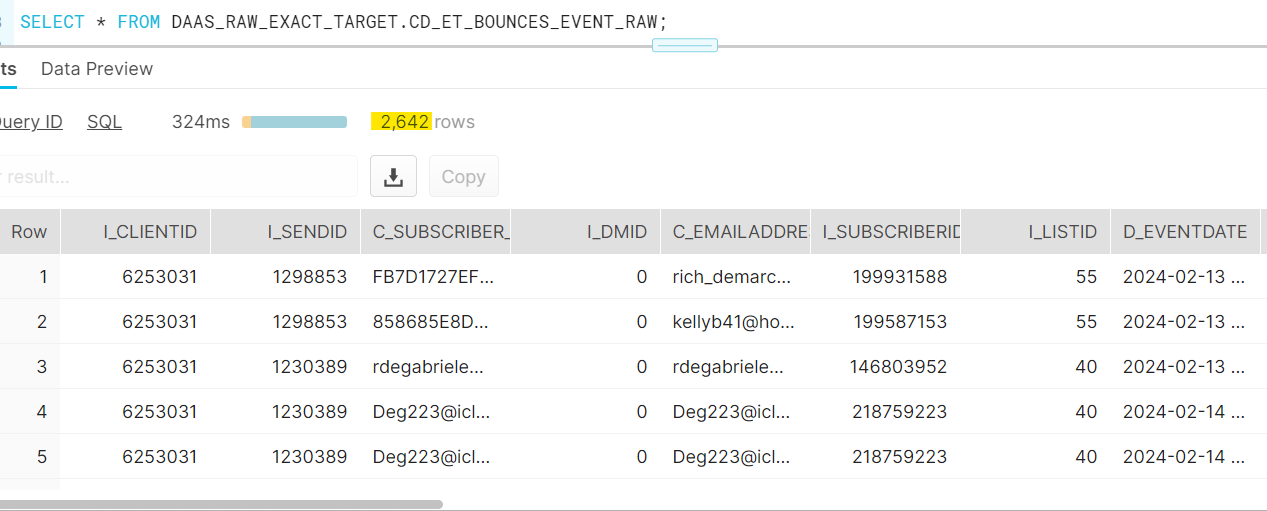 SELECT * FROM DAAS_RAW_EXACT_TARGET.CD_ET_BOUNCES_EVENT_RAW;
ts Data Preview
Query ID SQL 324ms 2,642 rows
r result... Copy
Row I_CLIENTID I_SENDID C_SUBSCRIBER_ I_DMID C_EMAILADDRE I_SUBSCRIBERID I_LISTID D_EVENTDATE
1 6253031 1298853 FB7D1727EF... 0 rich_demarc... 199931588 55 2024-02-13 ...
2 6253031 1298853 858685E8D... 0 kellyb41@ho... 199587153 55 2024-02-13 ...
3 6253031 1230389 rdegabriele... 0 rdegabriele... 146803952 40 2024-02-13 ...
4 6253031 1230389 Deg223@icl... 0 Deg223@icl... 218759223 40 2024-02-14 ...
5 6253031 1230389 Deg223@icl... 0 Deg223@icl... 218759223 40 2024-02-14 ...